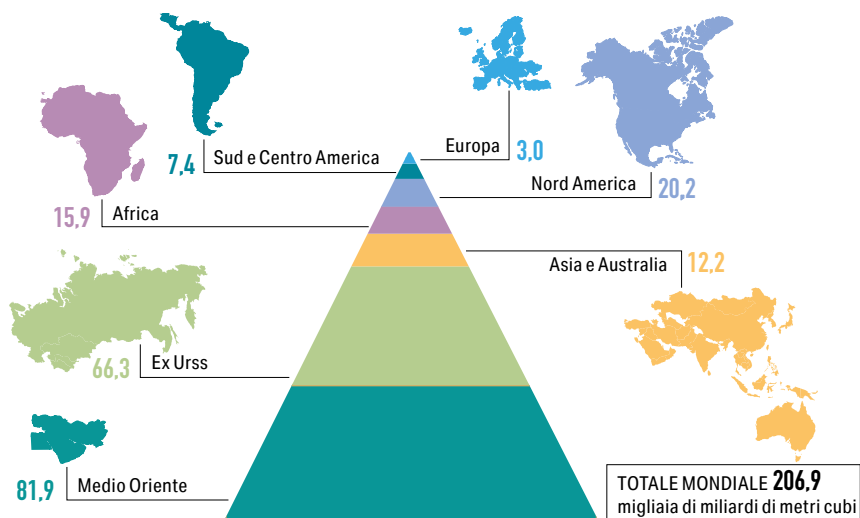 Europa
3,0
Sud e Centro America
7,4
Nord America
20,2
Africa
15,9
Asia e Australia
12,2
Ex Urss
66,3
Medio Oriente
81,9
TOTALE MONDIALE 206,9
migliaia di miliardi di metri cubi